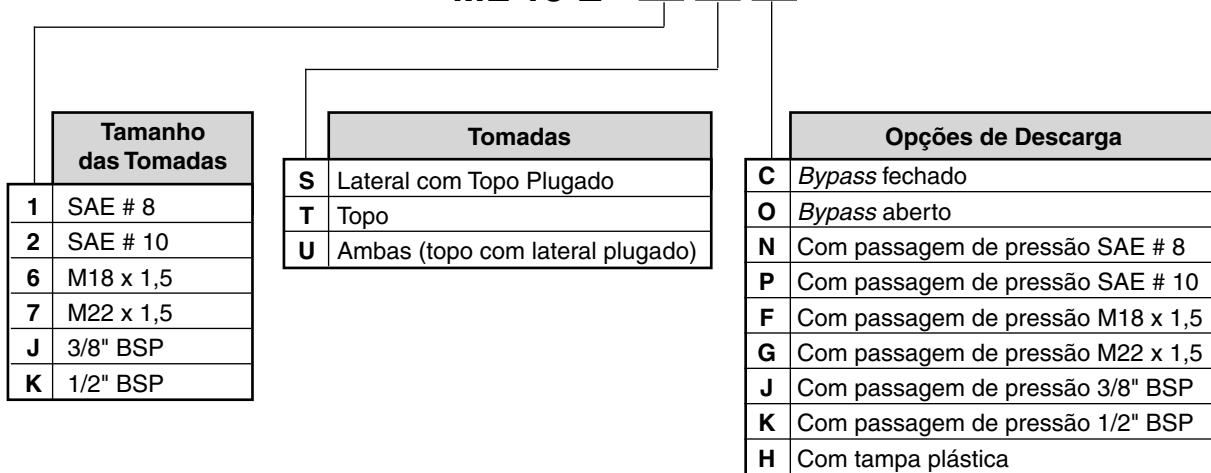 Tamanho
das Tomadas
1 SAE # 8
2 SAE # 10
6 M18 x 1,5
7 M22 x 1,5
J 3/8" BSP
K 1/2" BSP
Tomadas
S Lateral com Topo Plugado
T Topo
U Ambas (topo com lateral plugado)
Opções de Descarga
C Bypass fechado
O Bypass aberto
N Com passagem de pressão SAE # 8
P Com passagem de pressão SAE # 10
F Com passagem de pressão M18 x 1,5
G Com passagem de pressão M22 x 1,5
J Com passagem de pressão 3/8" BSP
K Com passagem de pressão 1/2" BSP
H Com tampa plástica